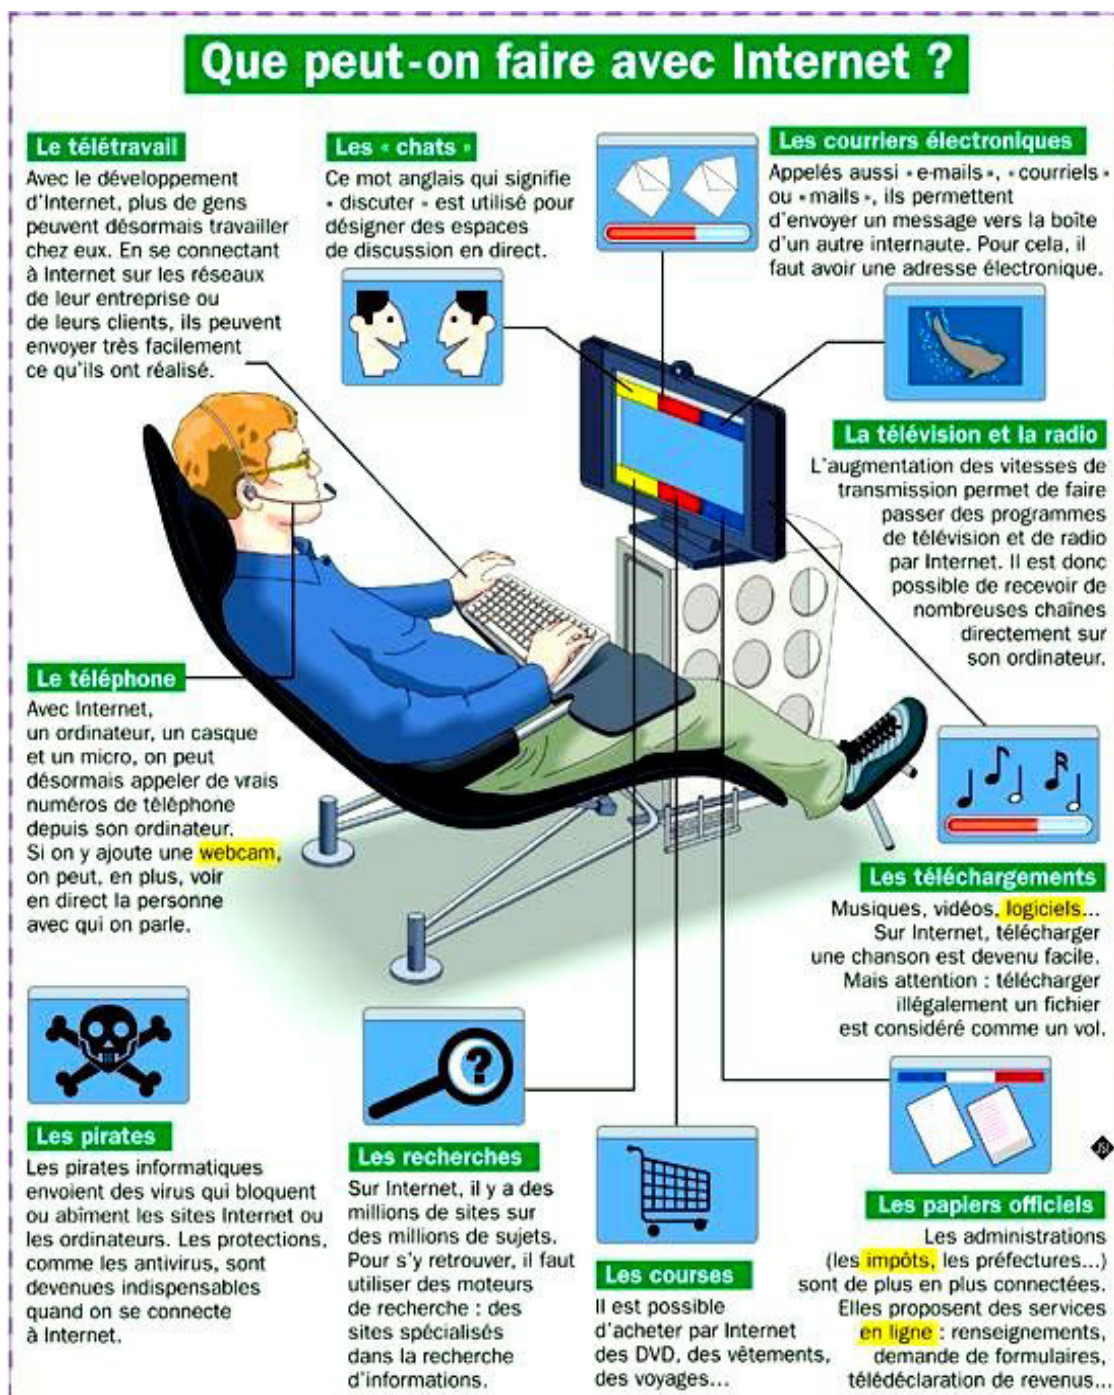 Que peut-on faire avec Internet ?
Le télétravail
Avec le développement
d'Internet, plus de gens
peuvent désormais travailler
chez eux. En se connectant
à Internet sur les réseaux
de leur entreprise ou
de leurs clients, ils peuvent
envoyer très facilement
ce qu'ils ont réalisé.
Les « chats »
Ce mot anglais qui signifie
« discuter » est utilisé pour
désigner des espaces
de discussion en direct.
Les courriers électroniques
Appelés aussi « e-mails », « courriels »
ou « mails », ils permettent
d'envoyer un message vers la boîte
d'un autre internaute. Pour cela, il
faut avoir une adresse électronique.
La télévision et la radio
L'augmentation des vitesses de
transmission permet de faire
passer des programmes
de télévision et de radio
par Internet. Il est donc
possible de recevoir de
nombreuses chaînes
directement sur
son ordinateur.
Le téléphone
Avec Internet,
un ordinateur, un casque
et un micro, on peut
désormais appeler de vrais
numéros de téléphone
depuis son ordinateur.
Si on y ajoute une webcam,
on peut, en plus, voir
en direct la personne
avec qui on parle.
Les téléchargements
Musiques, vidéos, logiciels...
Sur Internet, télécharger
une chanson est devenu facile.
Mais attention : télécharger
illégalement un fichier
est considéré comme un vol.
Les pirates
Les pirates informatiques
envoient des virus qui bloquent
ou abîment les sites Internet ou
les ordinateurs. Les protections,
comme les antivirus, sont
devenues indispensables
quand on se connecte
à Internet.
?
Les recherches
Sur Internet, il y a des
millions de sites sur
des millions de sujets.
Pour s'y retrouver, il faut
utiliser des moteurs
de recherche : des
sites spécialisés
dans la recherche
d'informations.
Les courses
Il est possible
d'acheter par Internet
des DVD, des vêtements,
des voyages...
Les papiers officiels
Les administrations
(les impôts, les préfectures...)
sont de plus en plus connectées.
Elles proposent des services
en ligne : renseignements,
demande de formulaires,
télédéclaration de revenus...